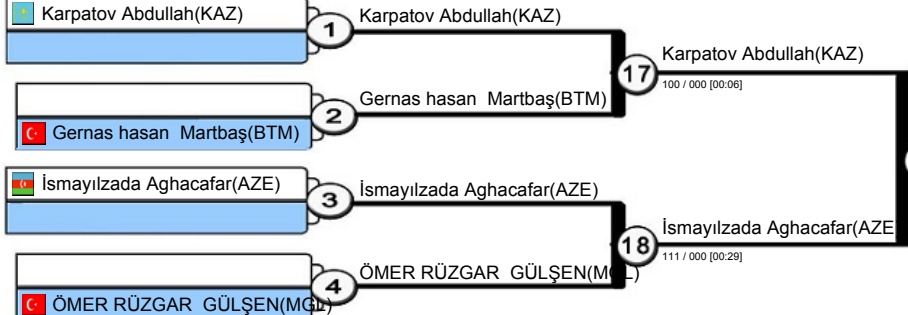 Karpatov Abdullah(KAZ)
1
Karpatov Abdullah(KAZ)
17
Karpatov Abdullah(KAZ)
100 / 000 [00:06]
Gernas hasan Martbaş(BTM)
2
Gernas hasan Martbaş(BTM)
İsmayılzada Aghacafar(AZE)
3
İsmayılzada Aghacafar(AZE)
18
İsmayılzada Aghacafar(AZE
111 / 000 [00:29]
ÖMER RÜZGAR GÜLŞEN(MGL)
4
ÖMER RÜZGAR GÜLŞEN(MGL)